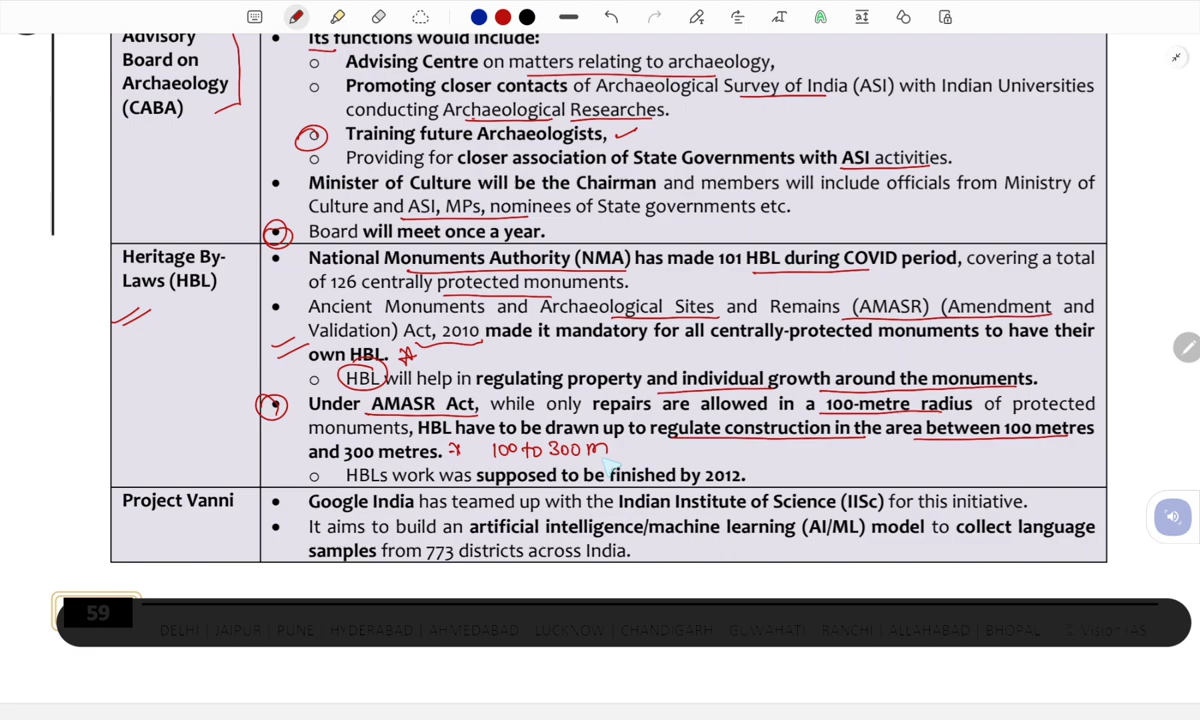 Advisory
Board on
Archaeology
(CABA)
• Its functions would include:
o Advising Centre on matters relating to archaeology,
o Promoting closer contacts of Archaeological Survey of India (ASI) with Indian Universities
conducting Archaeological Researches.
o Training future Archaeologists,
o Providing for closer association of State Governments with ASI activities.
• Minister of Culture will be the Chairman and members will include officials from Ministry of
Culture and ASI, MPs, nominees of State governments etc.
• Board will meet once a year.
Heritage By-
Laws (HBL)
• National Monuments Authority (NMA) has made 101 HBL during COVID period, covering a total
of 126 centrally protected monuments.
• Ancient Monuments and Archaeological Sites and Remains (AMASR) (Amendment and
Validation) Act, 2010 made it mandatory for all centrally-protected monuments to have their
own HBL.
o HBL will help in regulating property and individual growth around the monuments.
• Under AMASR Act, while only repairs are allowed in a 100-metre radius of protected
monuments, HBL have to be drawn up to regulate construction in the area between 100 metres
and 300 metres. 100 to 300 m
o HBLs work was supposed to be finished by 2012.
Project Vanni
• Google India has teamed up with the Indian Institute of Science (IISc) for this initiative.
• It aims to build an artificial intelligence/machine learning (AI/ML) model to collect language
samples from 773 districts across India.
59
DELHI | JAIPUR | PUNE | HYDERABAD | AHMEDABAD LUCKNOW | CHANDIGARH GUWAHATI RANCHI | ALLAHABAD | BHOPAL © Vision IAS